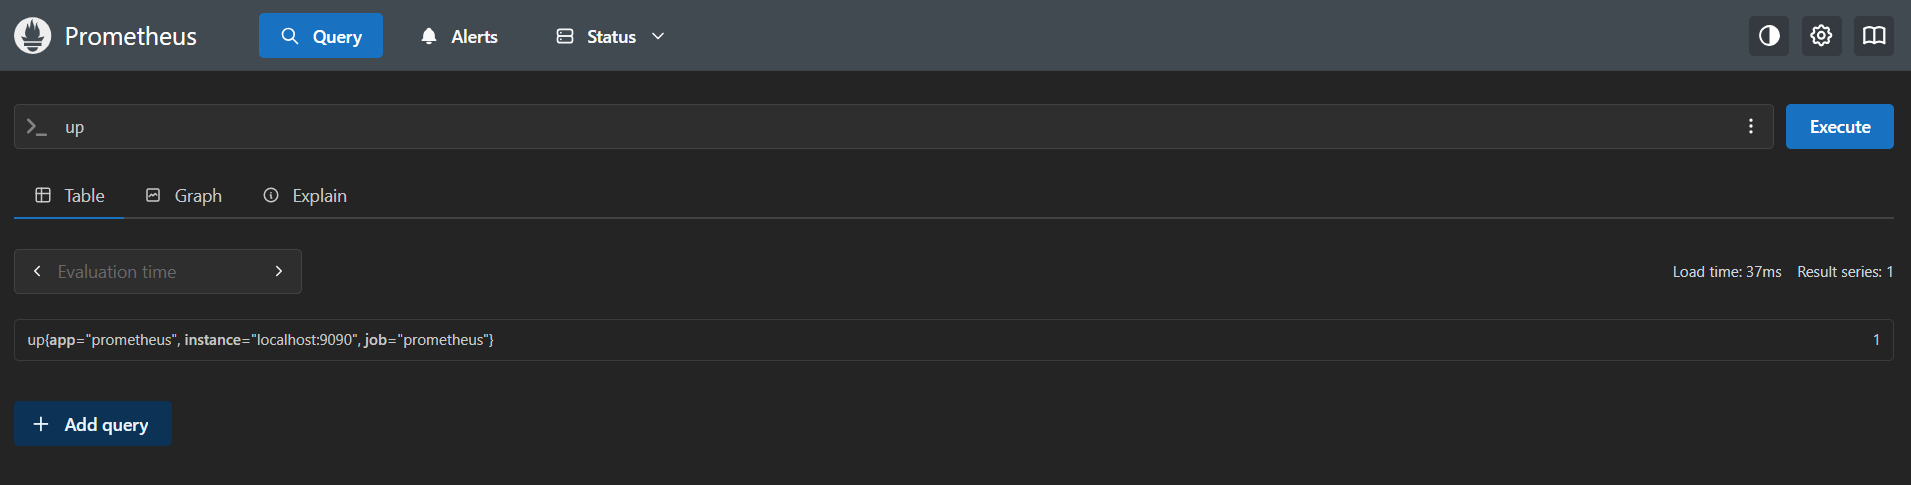 Prometheus Query Alerts Status
up Execute
Table Graph Explain
Evaluation time Load time: 37ms Result series: 1
up{app="prometheus", instance="localhost:9090", job="prometheus"} 1
Add query